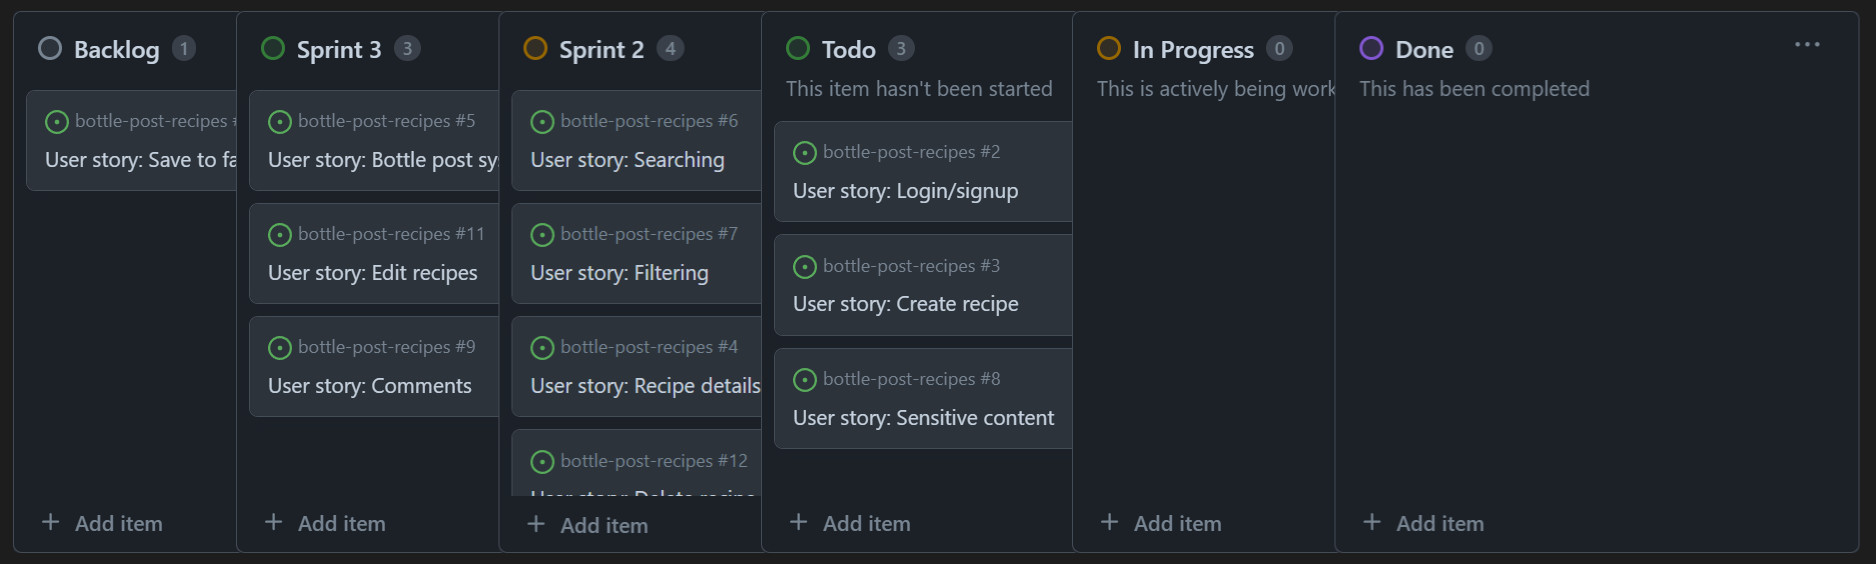 Backlog 1
bottle-post-recipes
User story: Save to fa
Add item
Sprint 3 3
bottle-post-recipes #5
User story: Bottle post sy
bottle-post-recipes #11
User story: Edit recipes
bottle-post-recipes #9
User story: Comments
Add item
Sprint 2 4
bottle-post-recipes #6
User story: Searching
bottle-post-recipes #7
User story: Filtering
bottle-post-recipes #4
User story: Recipe details
bottle-post-recipes #12
User story: Delete recipe
Add item
Todo 3
This item hasn't been started
bottle-post-recipes #2
User story: Login/signup
bottle-post-recipes #3
User story: Create recipe
bottle-post-recipes #8
User story: Sensitive content
Add item
In Progress 0
This is actively being work
Add item
Done 0
This has been completed
Add item